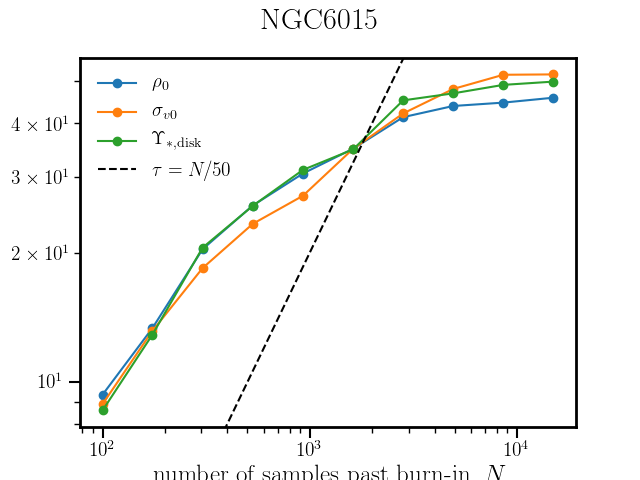 NGC6015
ρ₀
σᵥ₀
ϒ∗,disk
τ = N/50
4 × 10¹
3 × 10¹
2 × 10¹
10¹
10² 10³ 10⁴
number of samples past burn-in, N